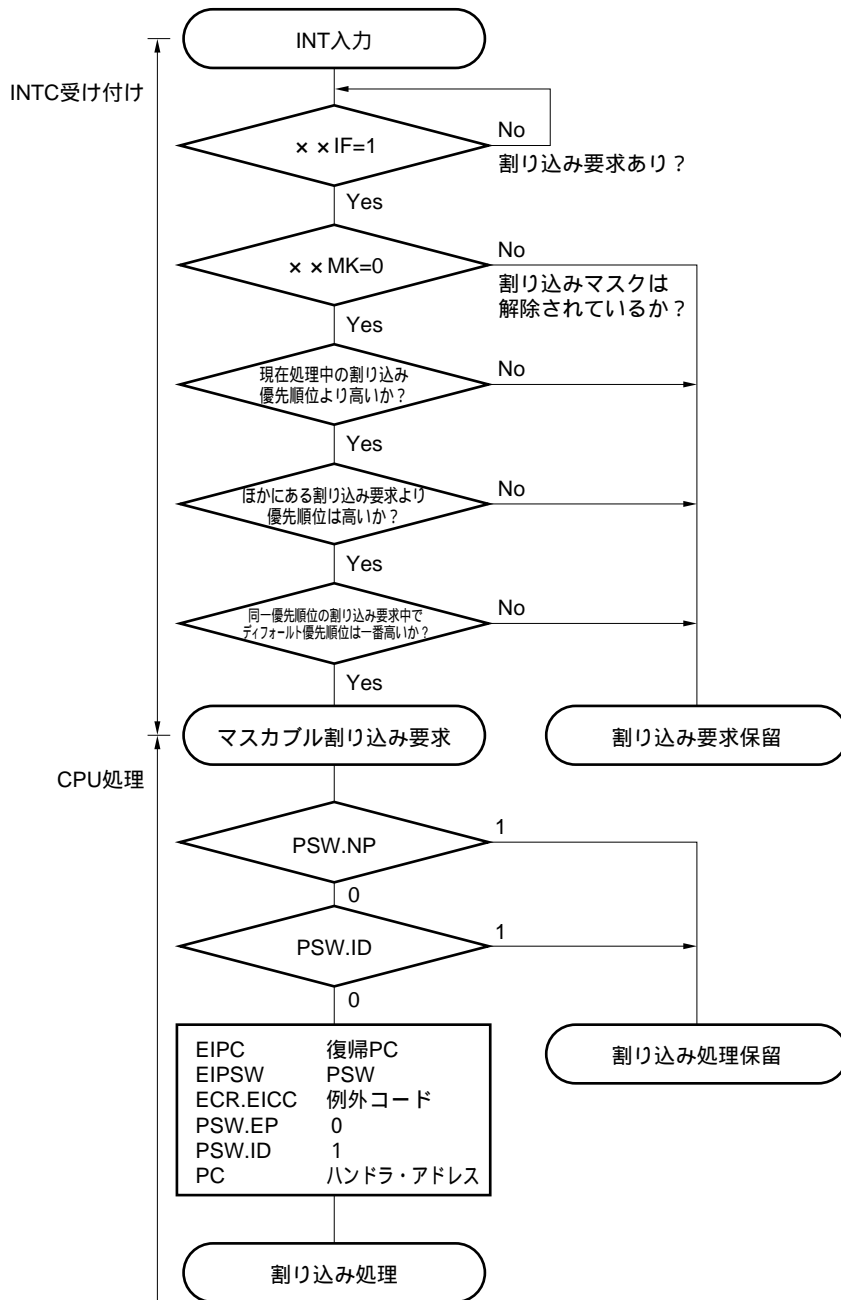 INT入力
INTC受け付け
××IF=1
No
割り込み要求あり？
Yes
××MK=0
No
割り込みマスクは
解除されているか？
Yes
現在処理中の割り込み
優先順位より高いか？
No
Yes
ほかにある割り込み要求より
優先順位は高いか？
No
Yes
同一優先順位の割り込み要求中で
ディフォールト優先順位は一番高いか？
No
Yes
マスカブル割り込み要求
割り込み要求保留
CPU処理
PSW.NP
1
0
PSW.ID
1
0
EIPC 復帰PC
EIPSW PSW
ECR.EICC 例外コード
PSW.EP 0
PSW.ID 1
PC ハンドラ・アドレス
割り込み処理保留
割り込み処理